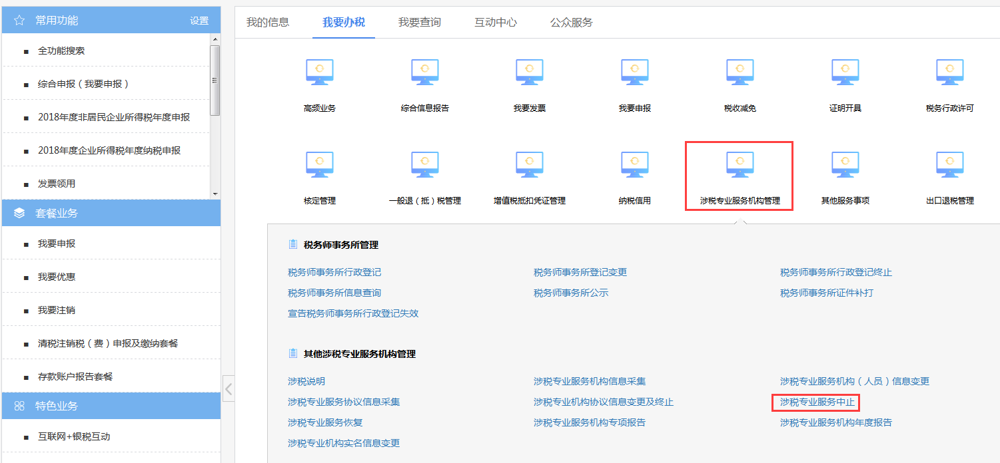 常用功能 设置
全功能搜索
综合申报（我要申报）
2018年度非居民企业所得税年度申报
2018年度企业所得税年度纳税申报
发票领用
套餐业务
我要申报
我要优惠
我要注销
清税注销税（费）申报及缴纳套餐
存款账户报告套餐
特色业务
互联网+银税互动
我的信息 我要办税 我要查询 互动中心 公众服务
高频业务 综合信息报告 我要发票 我要申报 税收减免 证明开具 税务行政许可
核定管理 一般退（抵）税管理 增值税抵扣凭证管理 纳税信用 涉税专业服务机构管理 其他服务事项 出口退税管理
税务师事务所管理
税务师事务所行政登记 税务师事务所登记变更 税务师事务所行政登记终止
税务师事务所信息查询 税务师事务所公示 税务师事务所证件补打
宣告税务师事务所行政登记失效
其他涉税专业服务机构管理
涉税说明 涉税专业服务机构信息采集 涉税专业服务机构（人员）信息变更
涉税专业服务协议信息采集 涉税专业机构协议信息变更及终止 涉税专业服务中止
涉税专业服务恢复 涉税专业服务机构专项报告 涉税专业服务机构年度报告
涉税专业机构实名信息变更